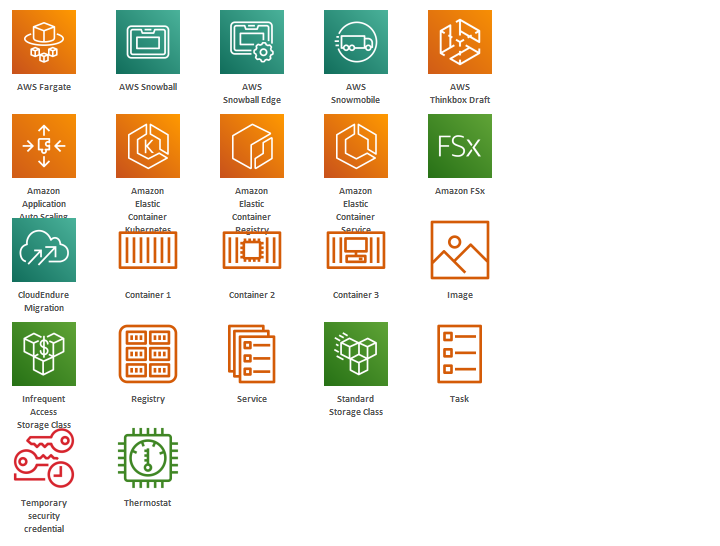 AWS Fargate
AWS Snowball
AWS
Snowball Edge
AWS
Snowmobile
AWS
Thinkbox Draft
Amazon
Application
Auto Scaling
Amazon
Elastic
Container
Kubernetes
K
Amazon
Elastic
Container
Registry
Amazon
Elastic
Container
Service
FSx
Amazon FSx
CloudEndure
Migration
Container 1
Container 2
Container 3
Image
$
Infrequent
Access
Storage Class
Registry
Service
Standard
Storage Class
Task
Temporary
security
credential
Thermostat